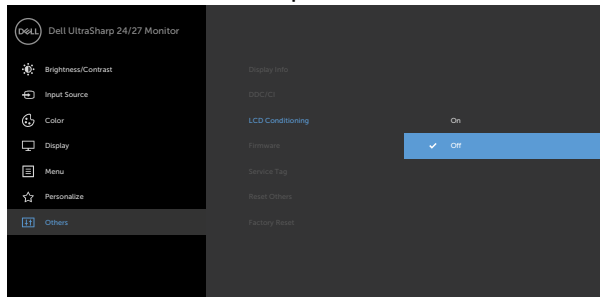 DELL Dell UltraSharp 24/27 Monitor
Brightness/Contrast
Display Info
Input Source
DDC/CI
Color
LCD Conditioning
On
Display
Firmware
Off
Menu
Service Tag
Personalize
Reset Others
Others
Factory Reset